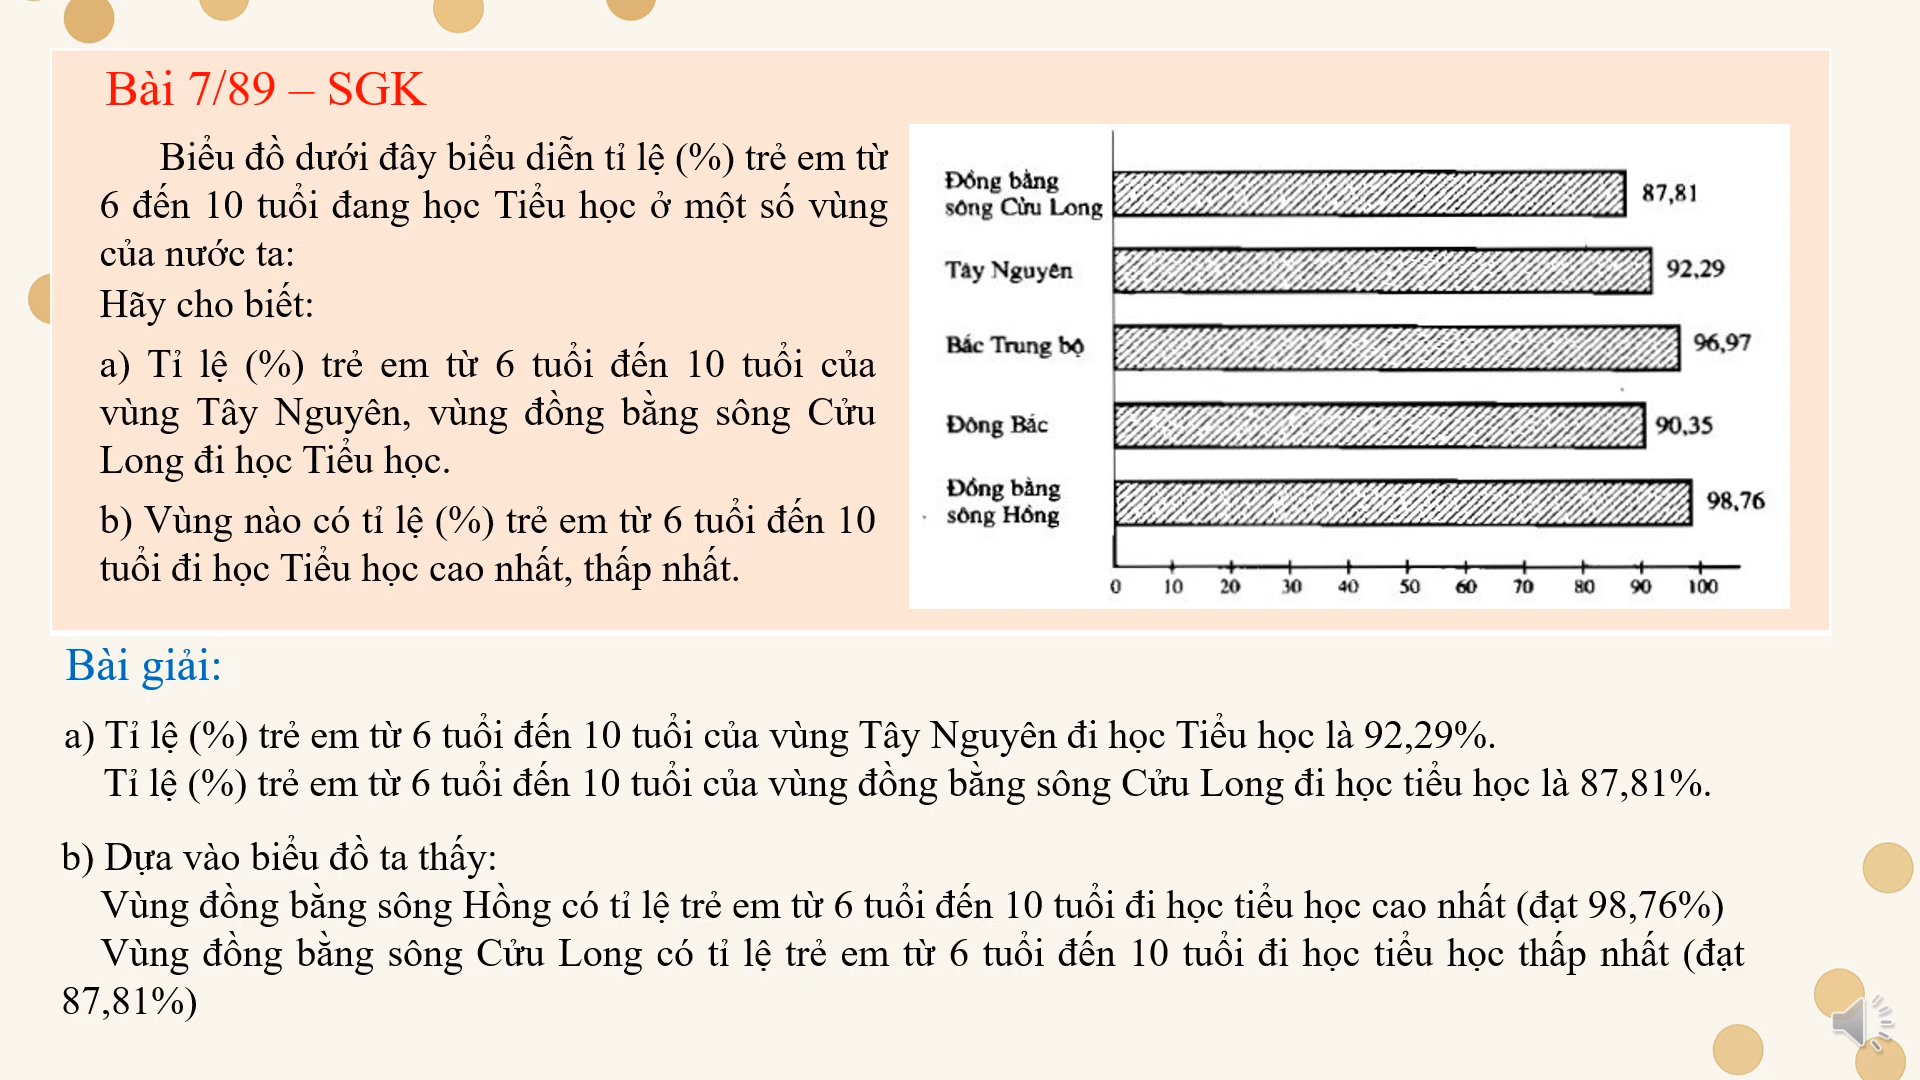 Bài 7/89 – SGK
Biểu đồ dưới đây biểu diễn tỉ lệ (%) trẻ em từ
6 đến 10 tuổi đang học Tiểu học ở một số vùng
của nước ta:
Hãy cho biết:
a) Tỉ lệ (%) trẻ em từ 6 tuổi đến 10 tuổi của
vùng Tây Nguyên, vùng đồng bằng sông Cửu
Long đi học Tiểu học.
b) Vùng nào có tỉ lệ (%) trẻ em từ 6 tuổi đến 10
tuổi đi học Tiểu học cao nhất, thấp nhất.
Đồng bằng
sông Cửu Long
87,81
Tây Nguyên
92,29
Bắc Trung bộ
96,97
Đông Bắc
90,35
Đồng bằng
sông Hồng
98,76
0 10 20 30 40 50 60 70 80 90 100
Bài giải:
a) Tỉ lệ (%) trẻ em từ 6 tuổi đến 10 tuổi của vùng Tây Nguyên đi học Tiểu học là 92,29%.
Tỉ lệ (%) trẻ em từ 6 tuổi đến 10 tuổi của vùng đồng bằng sông Cửu Long đi học tiểu học là 87,81%.
b) Dựa vào biểu đồ ta thấy:
Vùng đồng bằng sông Hồng có tỉ lệ trẻ em từ 6 tuổi đến 10 tuổi đi học tiểu học cao nhất (đạt 98,76%)
Vùng đồng bằng sông Cửu Long có tỉ lệ trẻ em từ 6 tuổi đến 10 tuổi đi học tiểu học thấp nhất (đạt
87,81%)